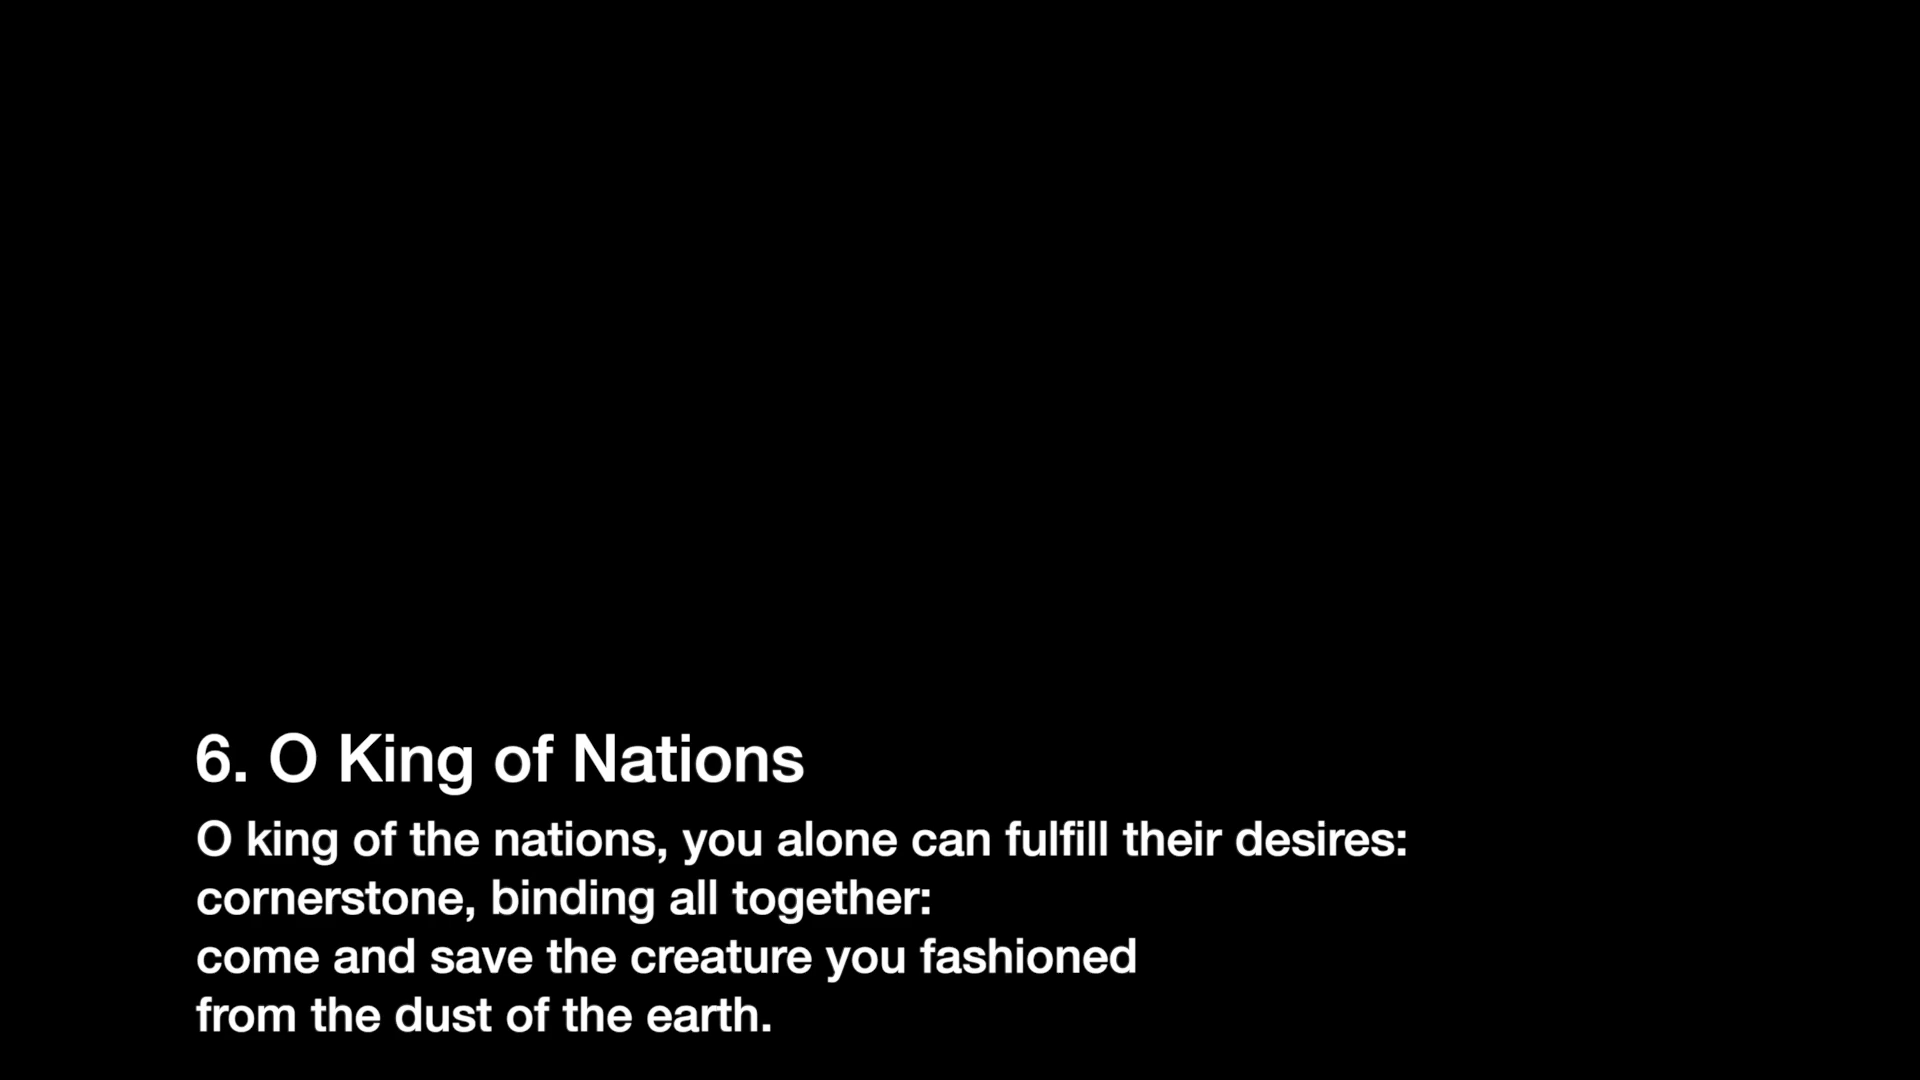 6. O King of Nations
O king of the nations, you alone can fulfill their desires:
cornerstone, binding all together:
come and save the creature you fashioned
from the dust of the earth.